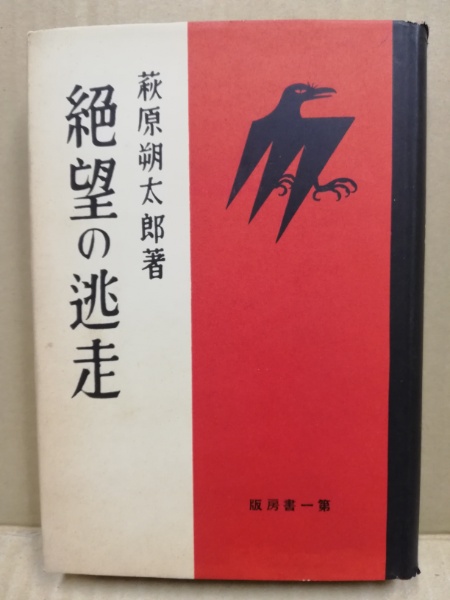 萩原朔太郎著
絶望の逃走
第一書房版